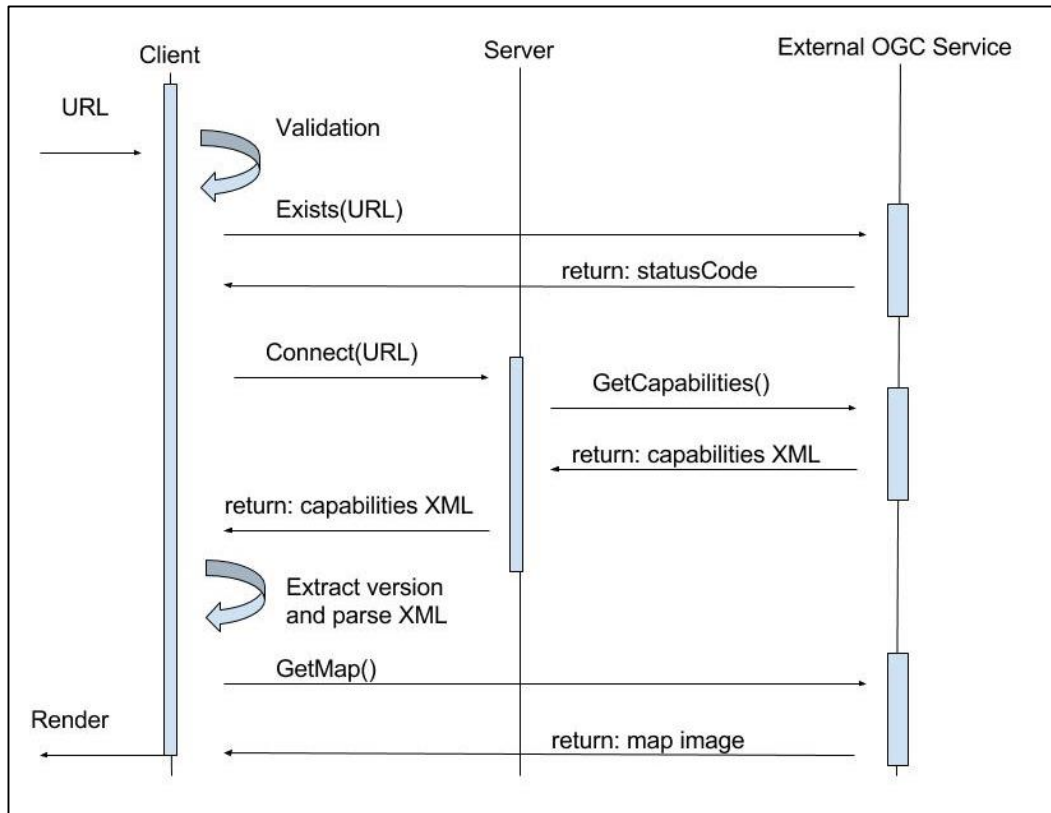 Client
Server
External OGC Service
URL
Validation
Exists(URL)
return: statusCode
Connect(URL)
GetCapabilities()
return: capabilities XML
return: capabilities XML
Extract version
and parse XML
GetMap()
Render
return: map image